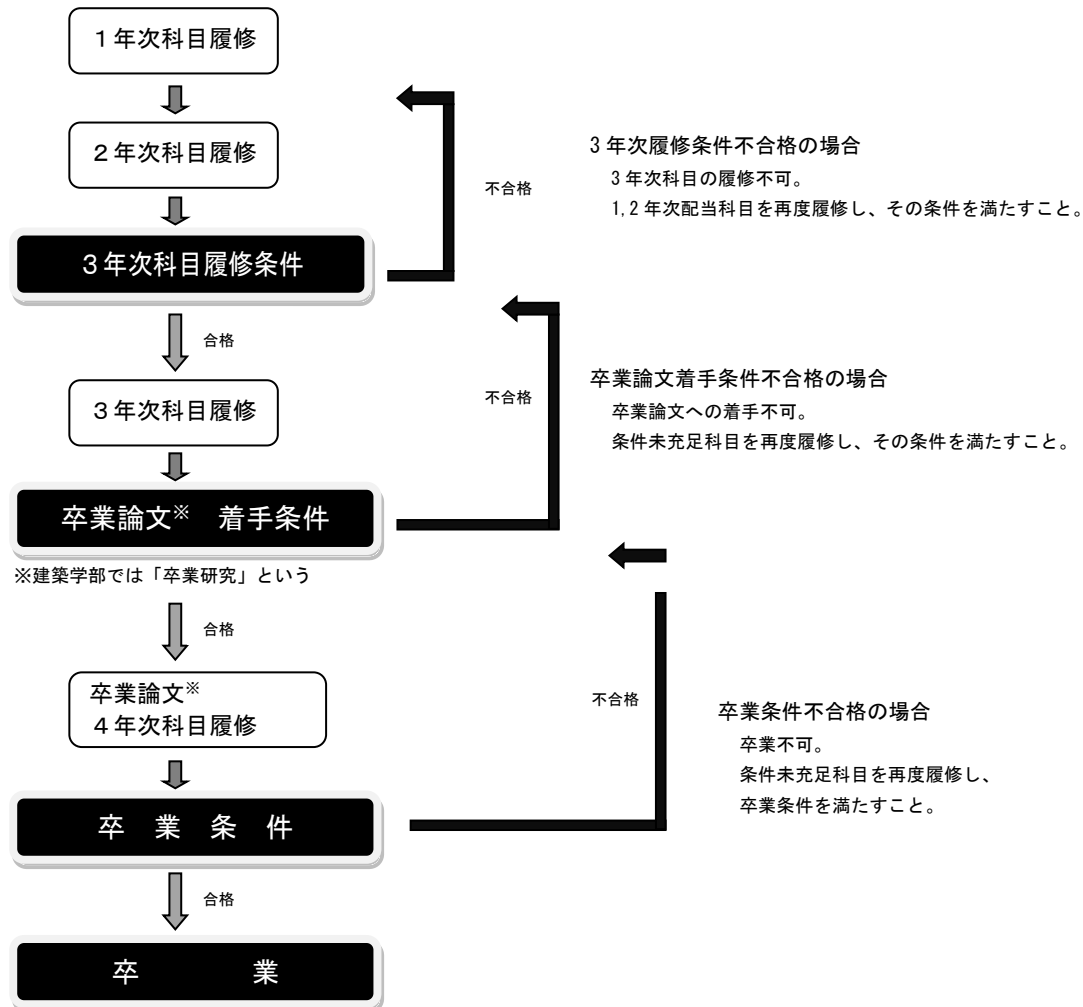 １年次科目履修
２年次科目履修
不合格
3年次履修条件不合格の場合
3年次科目の履修不可。
1,2年次配当科目を再度履修し、その条件を満たすこと。
３年次科目履修条件
合格
３年次科目履修
不合格
卒業論文着手条件不合格の場合
卒業論文への着手不可。
条件未充足科目を再度履修し、その条件を満たすこと。
卒業論文※　着手条件
※建築学部では「卒業研究」という
合格
卒業論文※
４年次科目履修
不合格
卒業条件不合格の場合
卒業不可。
条件未充足科目を再度履修し、
卒業条件を満たすこと。
卒　業　条　件
合格
卒　　　　業